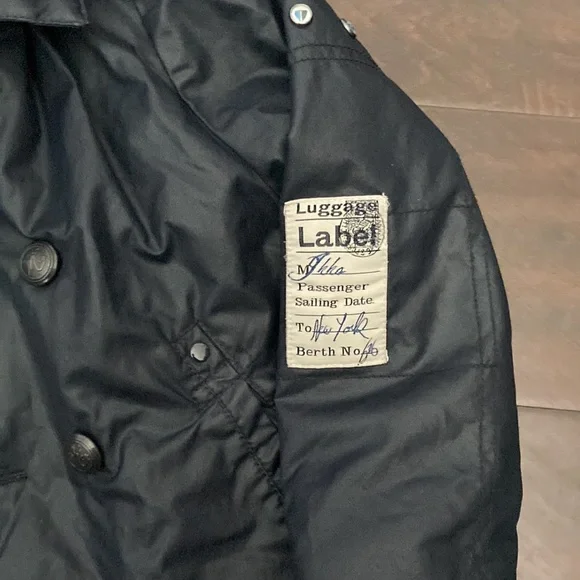 Luggage
Label
M
Passenger
Sailing Date
To New York
Berth No.